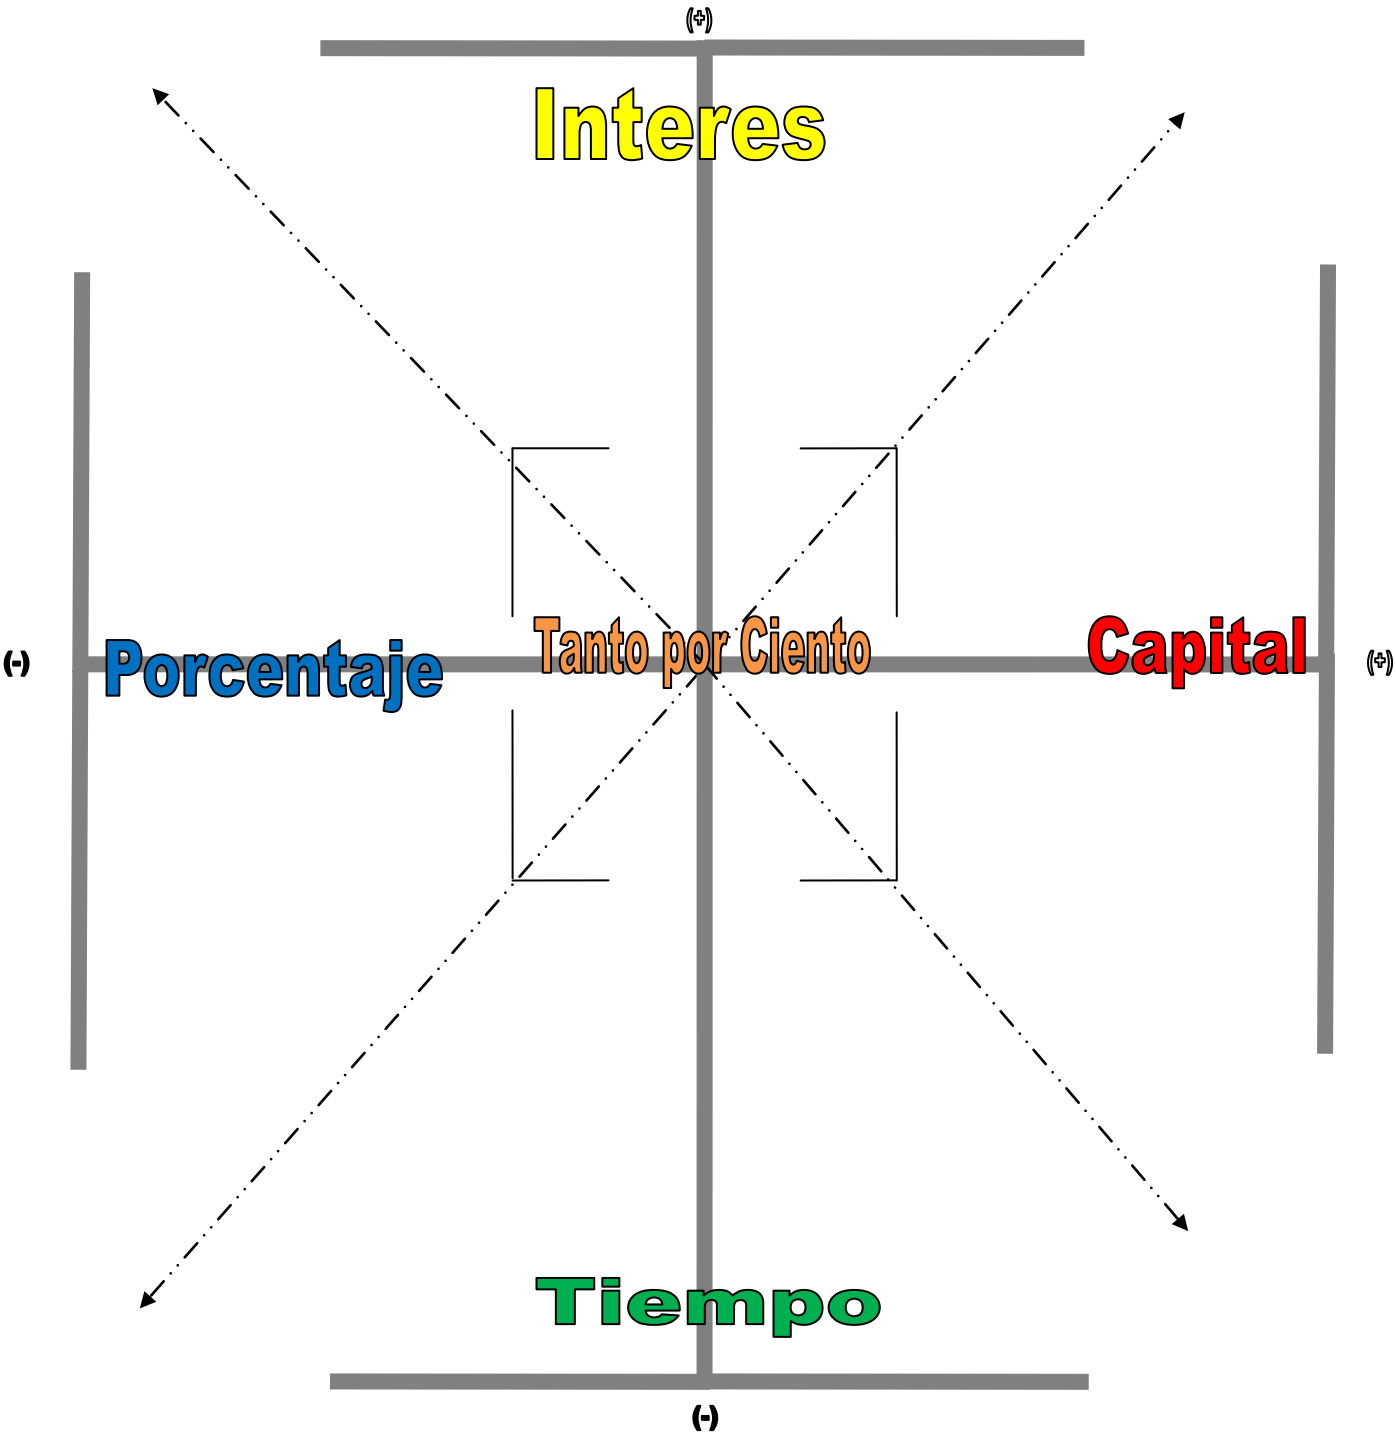 (+)
Interes
Tanto por Ciento
Capital
(-)
Porcentaje
(+)
Tiempo
(-)